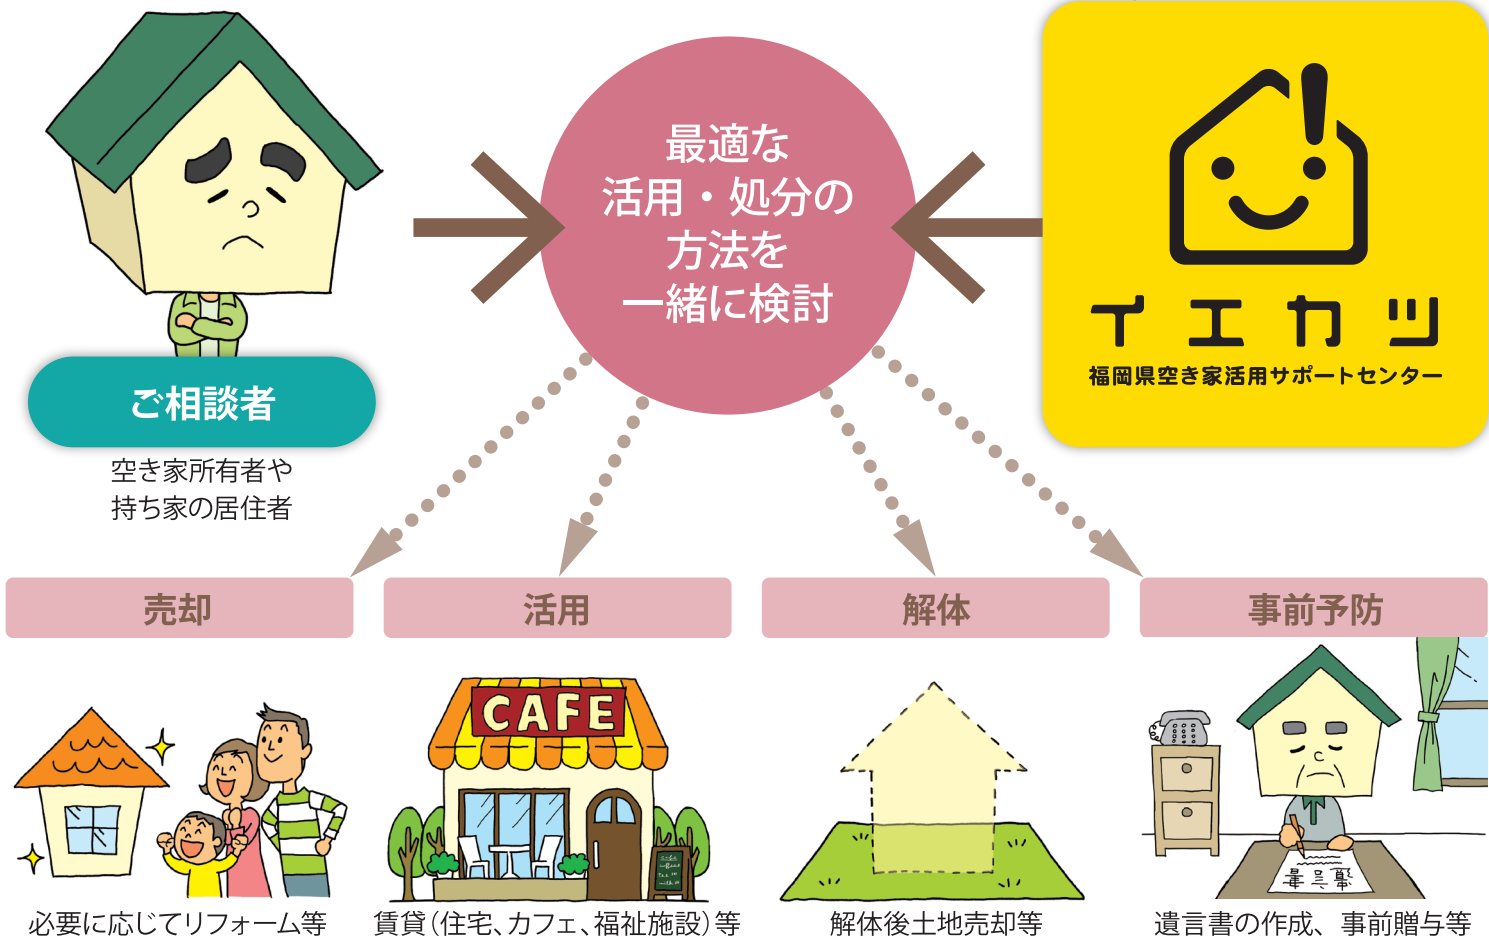 最適な
活用・処分の
方法を
一緒に検討
イエカツ
福岡県空き家活用サポートセンター
ご相談者
空き家所有者や
持ち家の居住者
売却
活用
解体
事前予防
CAFE
必要に応じてリフォーム等
賃貸(住宅、カフェ、福祉施設)等
解体後土地売却等
遺言書の作成、事前贈与等